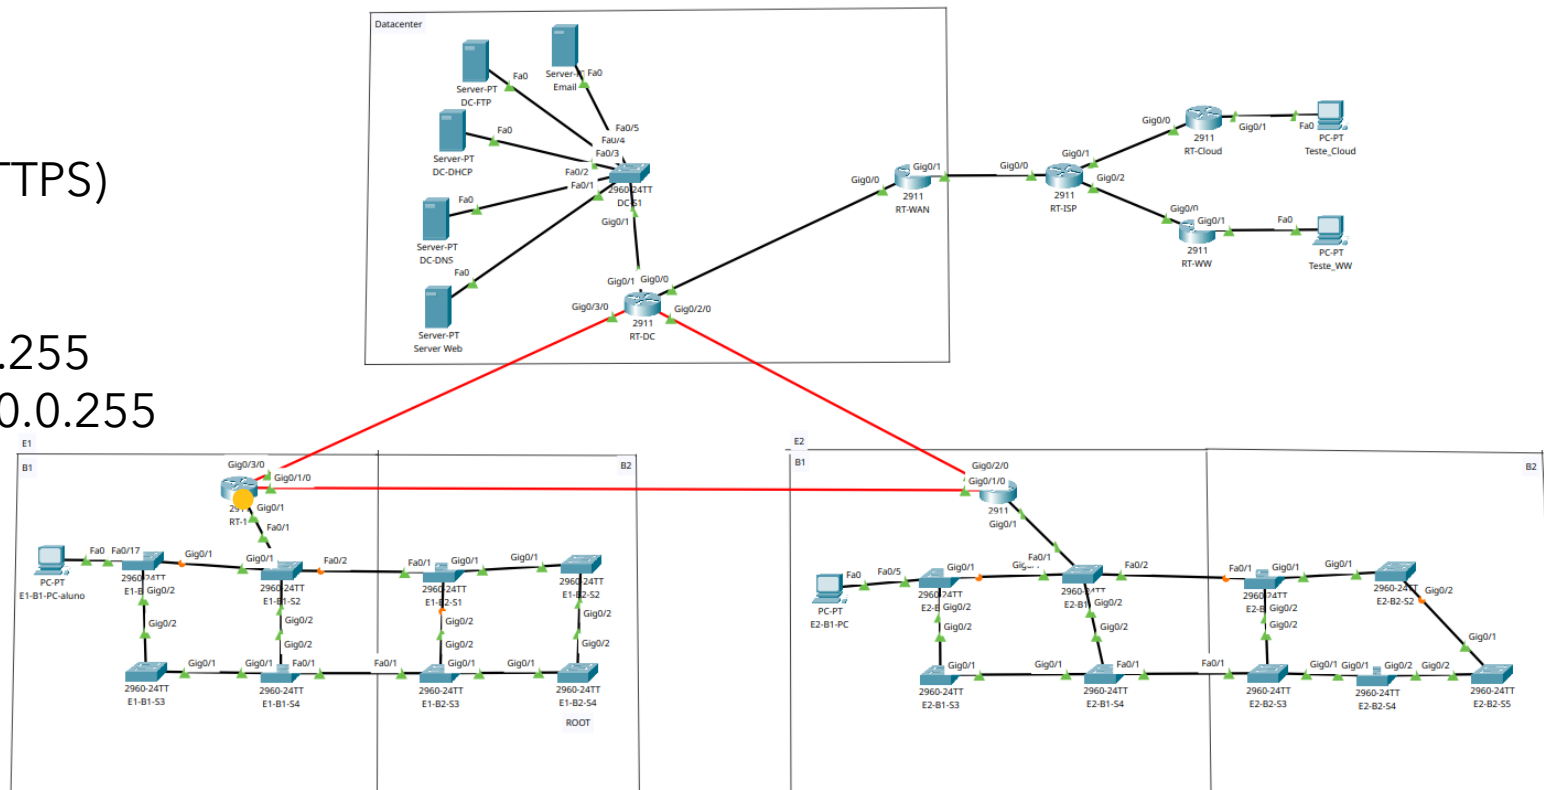 TTPS)
.255
0.0.255
Datacenter
Server-PT
DC-FTP
Fa0
Server-PT
Email
Fa0
Server-PT
DC-DHCP
Fa0
Server-PT
DC-DNS
Fa0
Server-PT
Server Web
Fa0
Fa0/5
Fa0/4
Fa0/3
Fa0/2
Fa0/1
2960-24TT
DC-S1
Gig0/1
Gig0/1
Gig0/0
Gig0/3/0
Gig0/2/0
2911
RT-DC
Gig0/0
Gig0/1
2911
RT-WAN
Gig0/0
Gig0/1
Gig0/2
2911
RT-ISP
Gig0/0
Gig0/1
2911
RT-Cloud
Fa0
PC-PT
Teste_Cloud
Gig0/0
Gig0/1
2911
RT-WW
Fa0
PC-PT
Teste_WW
E1
B1
B2
Gig0/3/0
Gig0/1/0
RT-1
Gig0/1
Fa0/1
Fa0
Fa0/17
Gig0/1
Gig0/1
Fa0/2
Fa0/1
Gig0/1
Gig0/1
PC-PT
E1-B1-PC-aluno
2960-24TT
Gig0/2
2960-24TT
E1-B1-S2
Gig0/2
2960-24TT
E1-B2-S1
Gig0/2
2960-24TT
E1-B2-S2
Gig0/2
Gig0/2
Gig0/2
Gig0/2
Gig0/2
Gig0/1
Gig0/1
Fa0/1
Fa0/1
Gig0/1
Gig0/1
2960-24TT
E1-B1-S3
2960-24TT
E1-B1-S4
2960-24TT
E1-B2-S3
2960-24TT
E1-B2-S4
ROOT
E2
B1
B2
Gig0/2/0
Gig0/1/0
2911
Gig0/1
Fa0/1
Fa0
Fa0/5
Gig0/1
Fa0/2
Fa0/1
Gig0/1
Gig0/1
PC-PT
E2-B1-PC
2960-24TT
Gig0/2
2960-24TT
Gig0/2
2960-24TT
Gig0/2
2960-24TT
E2-B2-S2
Gig0/2
Gig0/2
Gig0/2
Gig0/2
Gig0/1
Gig0/1
Gig0/1
Fa0/1
Fa0/1
Gig0/1
Gig0/1
Gig0/2
Gig0/2
2960-24TT
E2-B1-S3
2960-24TT
E2-B1-S4
2960-24TT
E2-B2-S3
2960-24TT
E2-B2-S4
2960-24TT
E2-B2-S5